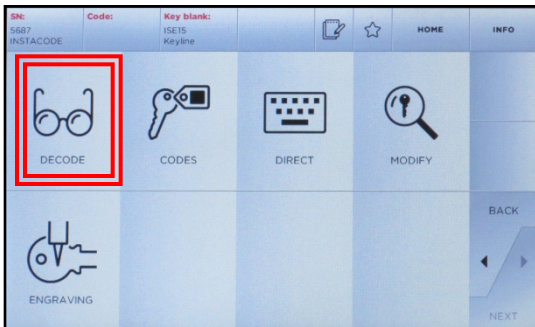 SN:
5687
INSTACODE
Code:
Key blank:
ISE15
Keyline
HOME
INFO
DECODE
CODES
DIRECT
MODIFY
BACK
ENGRAVING
NEXT